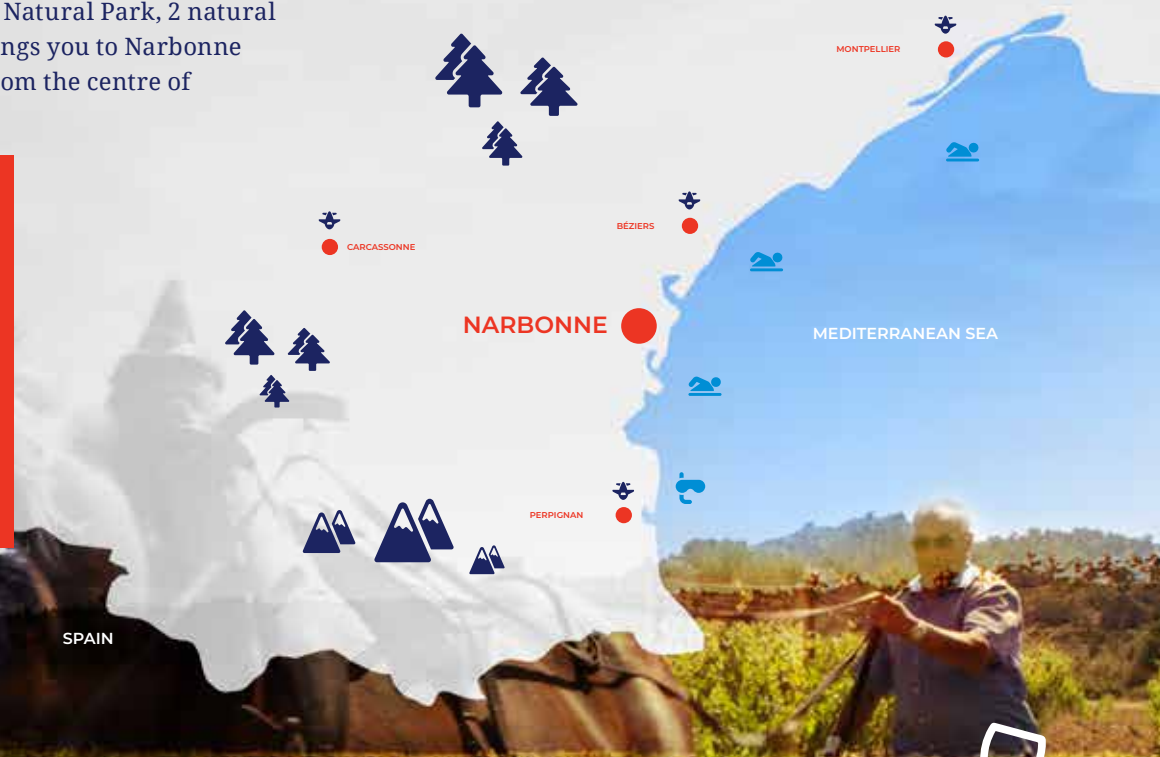 Natural Park, 2 natural
ngs you to Narbonne
om the centre of
MONTPELLIER
BÉZIERS
CARCASSONNE
NARBONNE
MEDITERRANEAN SEA
PERPIGNAN
SPAIN